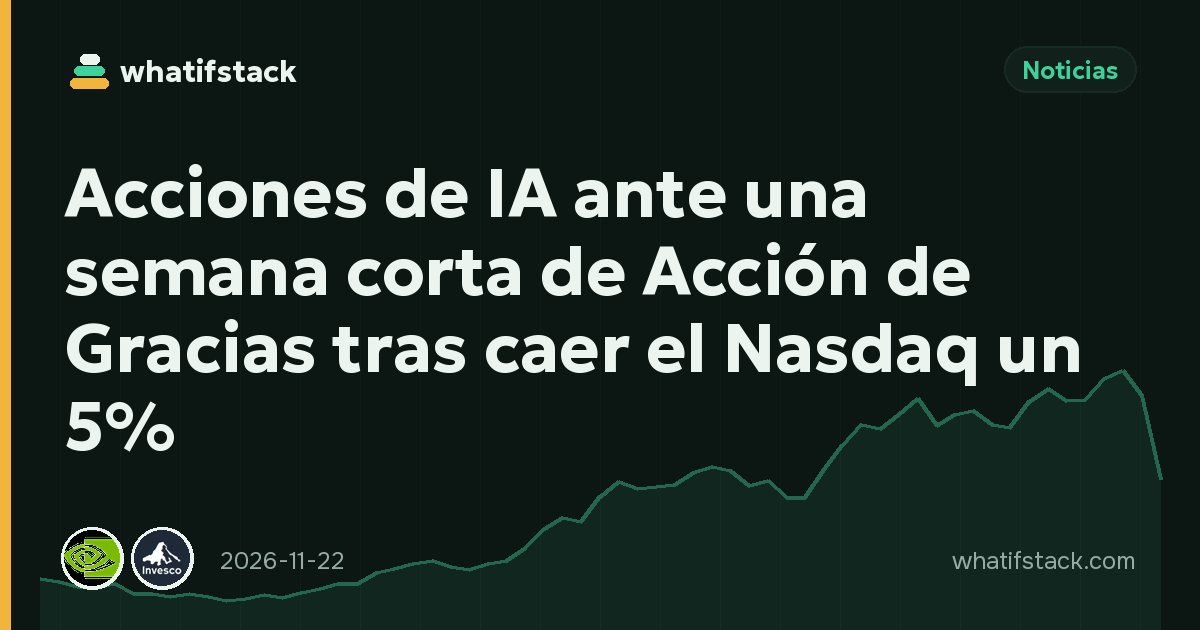 whatifstack
Noticias
Acciones de IA ante una
semana corta de Acción de
Gracias tras caer el Nasdaq un
5%
Invesco
2026-11-22
whatifstack.com